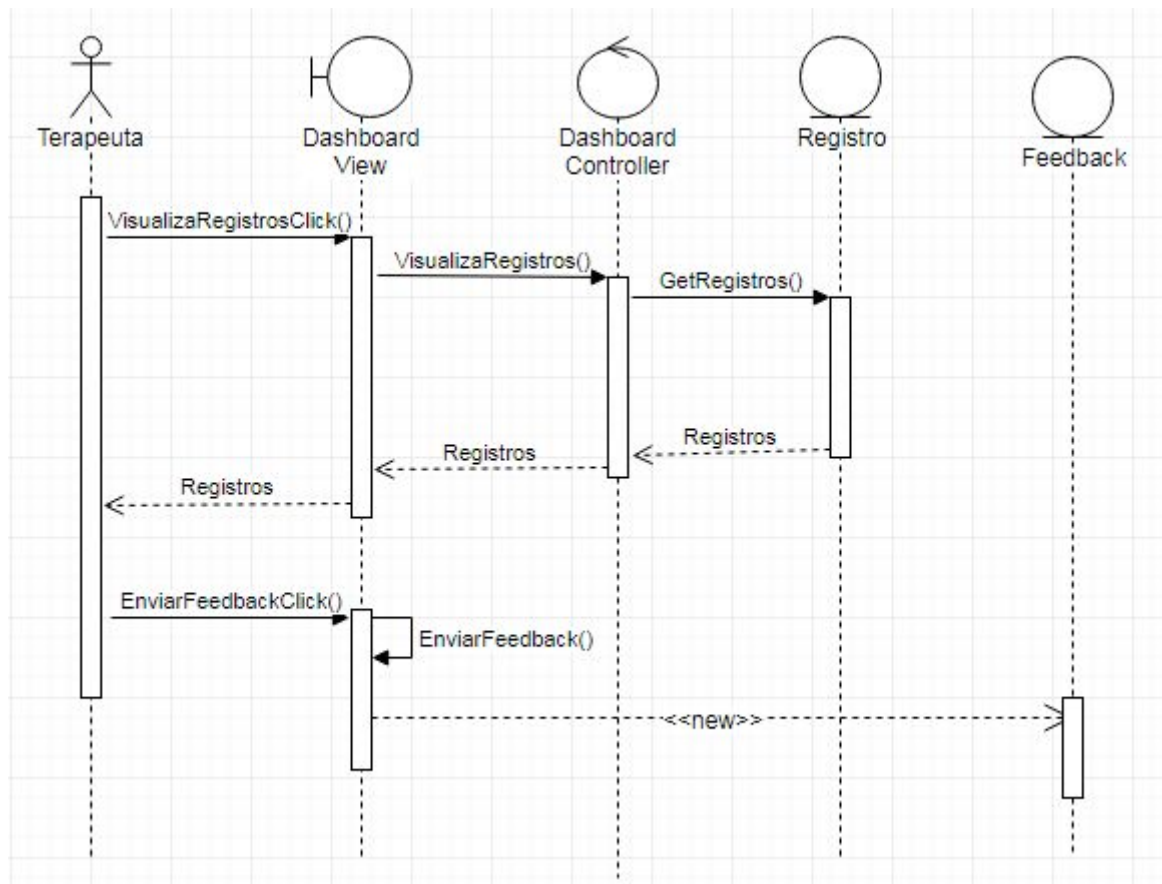 Terapeuta
Dashboard
View
Dashboard
Controller
Registro
Feedback
VisualizaRegistrosClick()
VisualizaRegistros()
GetRegistros()
Registros
Registros
Registros
EnviarFeedbackClick()
EnviarFeedback()
<<new>>